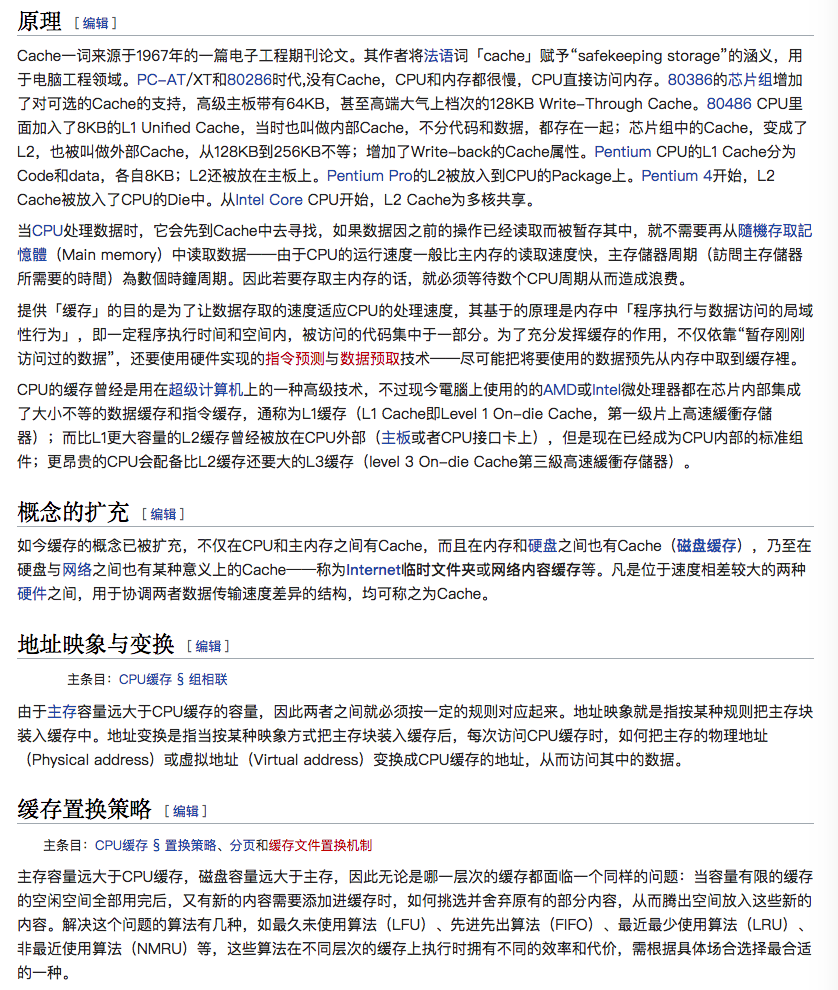 原理 [ 编辑 ]
Cache一词来源于1967年的一篇电子工程期刊论文。其作者将法语词「cache」赋予“safekeeping storage”的涵义，用
于电脑工程领域。PC-AT/XT和80286时代,没有Cache，CPU和内存都很慢，CPU直接访问内存。80386的芯片组增加
了对可选的Cache的支持，高级主板带有64KB，甚至高端大气上档次的128KB Write-Through Cache。80486 CPU里
面加入了8KB的L1 Unified Cache，当时也叫做内部Cache，不分代码和数据，都存在一起；芯片组中的Cache，变成了
L2，也被叫做外部Cache，从128KB到256KB不等；增加了Write-back的Cache属性。Pentium CPU的L1 Cache分为
Code和data，各自8KB；L2还被放在主板上。Pentium Pro的L2被放入到CPU的Package上。Pentium 4开始，L2
Cache被放入了CPU的Die中。从Intel Core CPU开始，L2 Cache为多核共享。
当CPU处理数据时，它会先到Cache中去寻找，如果数据因之前的操作已经读取而被暂存其中，就不需要再从隨機存取記
憶體（Main memory）中读取数据——由于CPU的运行速度一般比主内存的读取速度快，主存儲器周期（訪問主存儲器
所需要的時間）為數個時鐘周期。因此若要存取主内存的话，就必须等待数个CPU周期从而造成浪费。
提供「缓存」的目的是为了让数据存取的速度适应CPU的处理速度，其基于的原理是内存中「程序执行与数据访问的局域
性行为」，即一定程序执行时间和空间内，被访问的代码集中于一部分。为了充分发挥缓存的作用，不仅依靠“暂存刚刚
访问过的数据”，还要使用硬件实现的指令预测与数据预取技术——尽可能把将要使用的数据预先从内存中取到缓存裡。
CPU的缓存曾经是用在超级计算机上的一种高级技术，不过现今電腦上使用的的AMD或Intel微处理器都在芯片内部集成
了大小不等的数据缓存和指令缓存，通称为L1缓存（L1 Cache即Level 1 On-die Cache，第一级片上高速緩衝存儲
器）；而比L1更大容量的L2缓存曾经被放在CPU外部（主板或者CPU接口卡上），但是现在已经成为CPU内部的标准组
件；更昂贵的CPU会配备比L2缓存还要大的L3缓存（level 3 On-die Cache第三級高速緩衝存儲器）。
概念的扩充 [ 编辑 ]
如今缓存的概念已被扩充，不仅在CPU和主内存之间有Cache，而且在内存和硬盘之间也有Cache（磁盘缓存），乃至在
硬盘与网络之间也有某种意义上的Cache——称为Internet临时文件夹或网络内容缓存等。凡是位于速度相差较大的两种
硬件之间，用于协调两者数据传输速度差异的结构，均可称之为Cache。
地址映象与变换 [ 编辑 ]
主条目：CPU缓存 § 组相联
由于主存容量远大于CPU缓存的容量，因此两者之间就必须按一定的规则对应起来。地址映象就是指按某种规则把主存块
装入缓存中。地址变换是指当按某种映象方式把主存块装入缓存后，每次访问CPU缓存时，如何把主存的物理地址
（Physical address）或虚拟地址（Virtual address）变换成CPU缓存的地址，从而访问其中的数据。
缓存置换策略 [ 编辑 ]
主条目：CPU缓存 § 置换策略、分页和缓存文件置换机制
主存容量远大于CPU缓存，磁盘容量远大于主存，因此无论是哪一层次的缓存都面临一个同样的问题：当容量有限的缓存
的空闲空间全部用完后，又有新的内容需要添加进缓存时，如何挑选并舍弃原有的部分内容，从而腾出空间放入这些新的
内容。解决这个问题的算法有几种，如最久未使用算法（LFU）、先进先出算法（FIFO）、最近最少使用算法（LRU）、
非最近使用算法（NMRU）等，这些算法在不同层次的缓存上执行时拥有不同的效率和代价，需根据具体场合选择最合适
的一种。